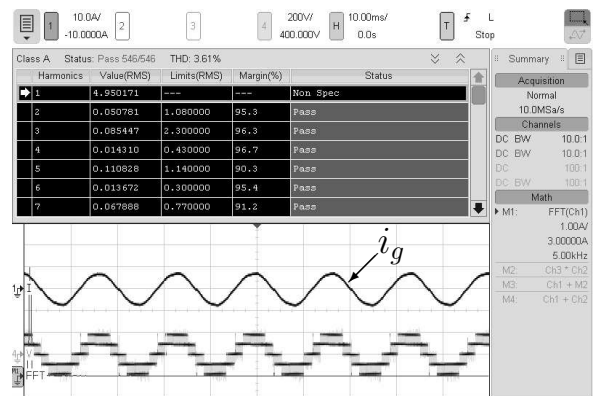 10.0A/ 200V/ 10.00ms/ L
1 -10.0000A 2 3 4 400.000V H 0.0s T Stop
Class A Status: Pass 546/546 THD: 3.61%
Harmonics Value(RMS) Limits(RMS) Margin(%) Status
1 4.950171 --- --- Non Spec
2 0.050781 1.080000 95.3 Pass
3 0.085447 2.300000 96.3 Pass
4 0.014310 0.430000 96.7 Pass
5 0.110828 1.140000 90.3 Pass
6 0.013672 0.300000 95.4 Pass
7 0.067888 0.770000 91.2 Pass
Summary
Acquisition
Normal
10.0MSa/s
Channels
DC BW 10.0:1
DC BW 10.0:1
DC 100:1
DC BW 100:1
Math
M1: FFT(Ch1)
1.00A/
3.00000A
5.00kHz
M2: Ch3 * Ch2
M3: Ch1 + M2
M4: Ch1 + Ch2
i_g
1 I
4 V
FFT